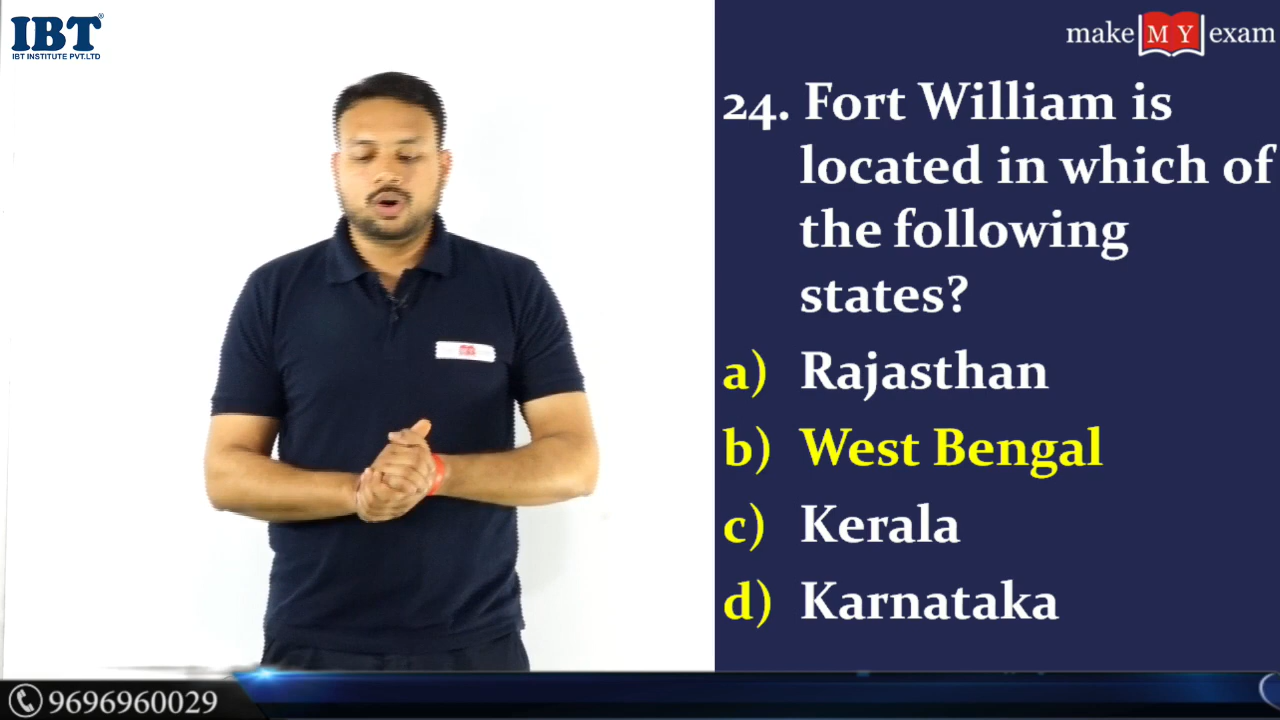 IBT®
IBT INSTITUTE PVT.LTD
make MY exam
24. Fort William is
located in which of
the following
states?
a) Rajasthan
b) West Bengal
c) Kerala
d) Karnataka
9696960029